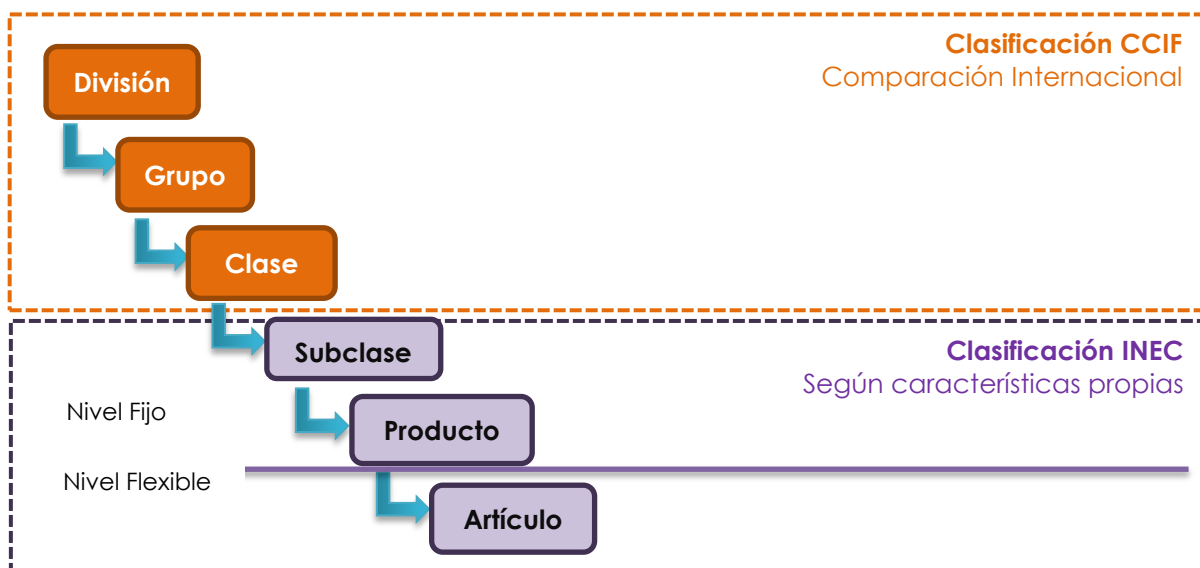 Clasificación CCIF
Comparación Internacional
División
Grupo
Clase
Clasificación INEC
Según características propias
Subclase
Nivel Fijo
Producto
Nivel Flexible
Artículo